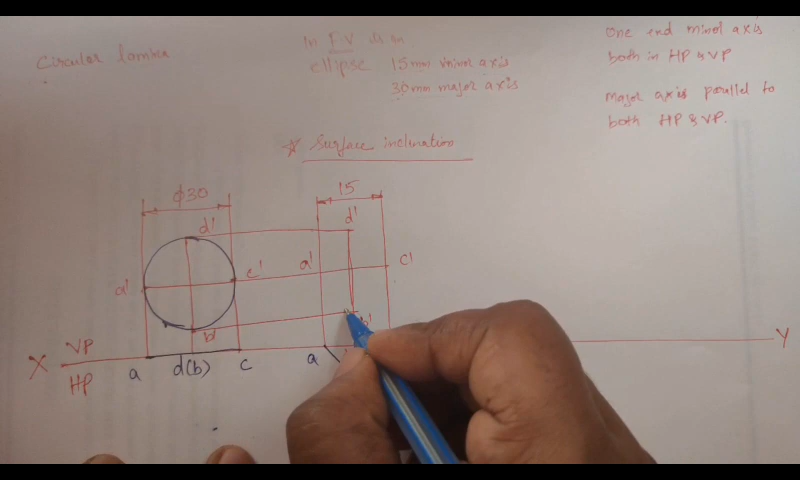 Circular lamina
In F.V is an
ellipse 15mm minor axis
30mm major axis
One end minor axis
both in HP & VP
Major axis parallel to
both HP & VP.
☆ Surface inclination
ϕ30
15
d'
d'
a'
c'
a'
c'
b'
b'
X
VP
HP
Y
a
d(b)
c
a